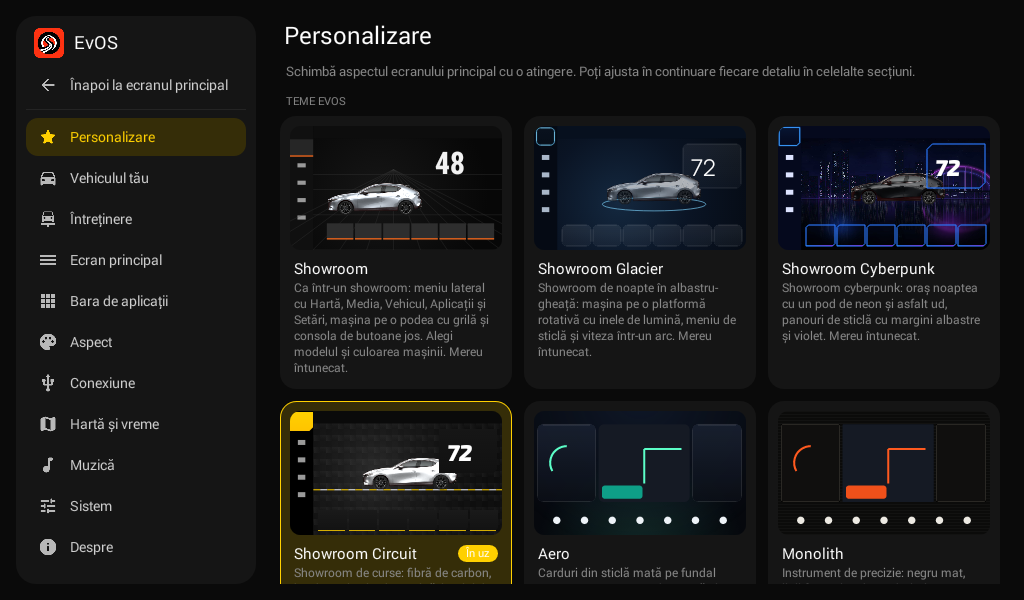 EvOS
Înapoi la ecranul principal
Personalizare
Vehiculul tău
Întreținere
Ecran principal
Bara de aplicații
Aspect
Conexiune
Hartă și vreme
Muzică
Sistem
Despre
Personalizare
Schimbă aspectul ecranului principal cu o atingere. Poți ajusta în continuare fiecare detaliu în celelalte secțiuni.
TEME EVOS
48
Showroom
Ca într-un showroom: meniu lateral
cu Hartă, Media, Vehicul, Aplicații și
Setări, mașina pe o podea cu grilă și
consola de butoane jos. Alegi
modelul și culoarea mașinii. Mereu
întunecat.
72
Showroom Glacier
Showroom de noapte în albastru-
gheață: mașina pe o platformă
rotativă cu inele de lumină, meniu de
sticlă și viteza într-un arc. Mereu
întunecat.
72
Showroom Cyberpunk
Showroom cyberpunk: oraș noaptea
cu un pod de neon și asfalt ud,
panouri de sticlă cu margini albastre
și violet. Mereu întunecat.
72
Showroom Circuit
În uz
Showroom de curse: fibră de carbon,
Aero
Carduri din sticlă mată pe fundal
Monolith
Instrument de precizie: negru mat,